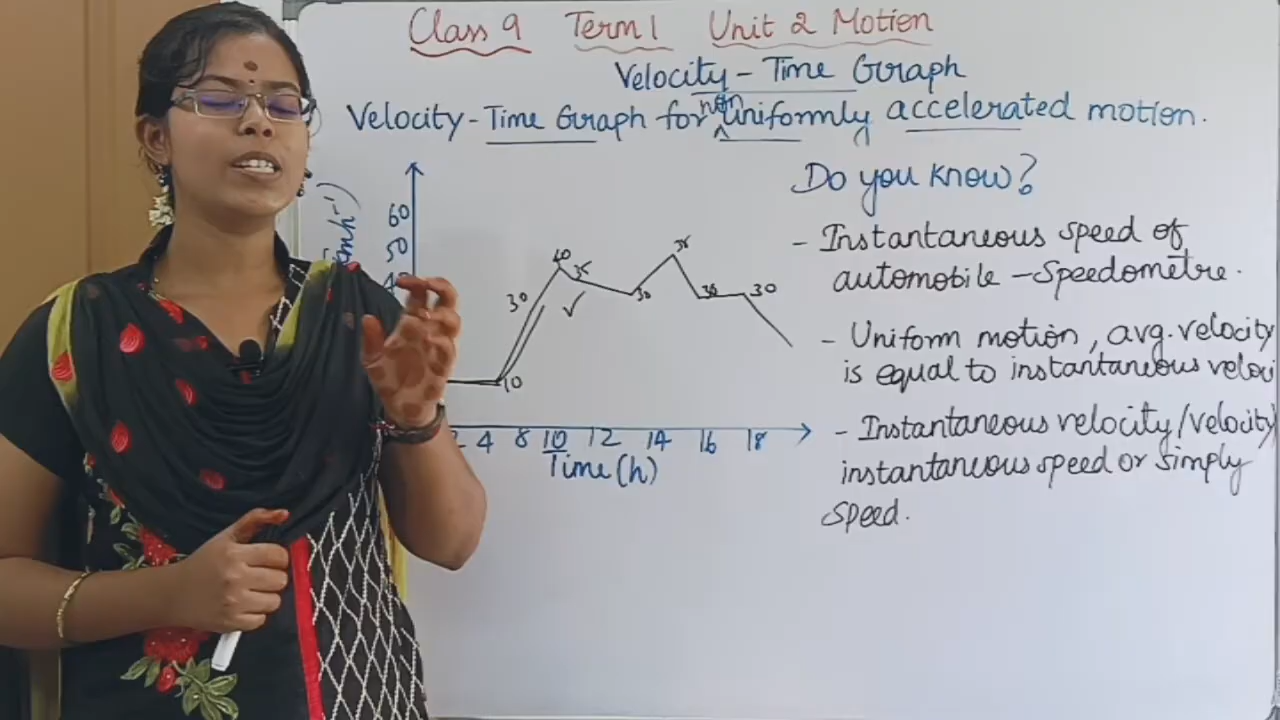 Class 9 Term 1 Unit 2 Motion
Velocity - Time Graph
non
Velocity - Time Graph for uniformly accelerated motion.
Do you know?
- Instantaneous speed of
automobile - Speedometre.
- Uniform motion, avg. velocity
is equal to instantaneous veloci
- Instantaneous velocity/velocity
instantaneous speed or simply
speed.
60
50
40
30
40
35
30
30
10
4 8 10 12 14 16 18
Time (h)